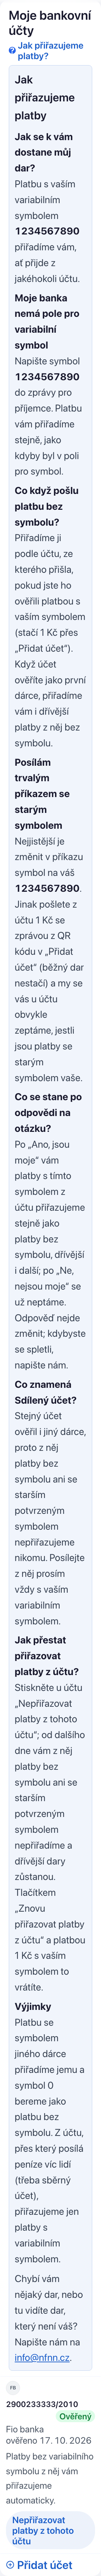 Moje bankovní
účty
Jak přiřazujeme
platby?
Jak
přiřazujeme
platby
Jak se k vám
dostane můj
dar?
Platbu s vaším
variabilním
symbolem
1234567890
přiřadíme vám,
ať přijde z
jakéhokoli účtu.
Moje banka
nemá pole pro
variabilní
symbol
Napište symbol
1234567890
do zprávy pro
příjemce. Platbu
vám přiřadíme
stejně, jako
kdyby byl v poli
pro symbol.
Co když pošlu
platbu bez
symbolu?
Přiřadíme ji
podle účtu, ze
kterého přišla,
pokud jste ho
ověřili platbou s
vaším symbolem
(stačí 1 Kč přes
„Přidat účet“).
Když účet
ověříte jako první
dárce, přiřadíme
vám i dřívější
platby z něj bez
symbolu.
Posílám
trvalým
příkazem se
starým
symbolem
Nejjistější je
změnit v příkazu
symbol na váš
1234567890.
Jinak pošlete z
účtu 1 Kč se
zprávou z QR
kódu v „Přidat
účet“ (běžný dar
nestačí) a my se
vás u účtu
obvykle
zeptáme, jestli
jsou platby se
starým
symbolem vaše.
Co se stane po
odpovědi na
otázku?
Po „Ano, jsou
moje“ vám
platby s tímto
symbolem z
účtu přiřazujeme
stejně jako
platby bez
symbolu, dřívější
i další; po „Ne,
nejsou moje“ se
už neptáme.
Odpověď nejde
změnit; kdybyste
se spletli,
napište nám.
Co znamená
Sdílený účet?
Stejný účet
ověřil i jiný dárce,
proto z něj
platby bez
symbolu ani se
starším
potvrzeným
symbolem
nepřiřazujeme
nikomu. Posílejte
z něj prosím
vždy s vaším
variabilním
symbolem.
Jak přestat
přiřazovat
platby z účtu?
Stiskněte u účtu
„Nepřiřazovat
platby z tohoto
účtu“; od dalšího
dne vám z něj
platby bez
symbolu ani se
starším
potvrzeným
symbolem
nepřiřadíme a
dřívější dary
zůstanou.
Tlačítkem
„Znovu
přiřazovat platby
z účtu“ a platbou
1 Kč s vaším
symbolem to
vrátíte.
Výjimky
Platbu se
symbolem
jiného dárce
přiřadíme jemu a
symbol 0
bereme jako
platbu bez
symbolu. Z účtu,
přes který posílá
peníze víc lidí
(třeba sběrný
účet),
přiřazujeme jen
platby s
variabilním
symbolem.
Chybí vám
nějaký dar, nebo
tu vidíte dar,
který není váš?
Napište nám na
info@nfnn.cz.
FB
2900233333/2010
Ověřený
Fio banka
ověřeno 17. 10. 2026
Platby bez variabilního
symbolu z něj vám
přiřazujeme
automaticky.
Nepřiřazovat
platby z tohoto
účtu
Přidat účet